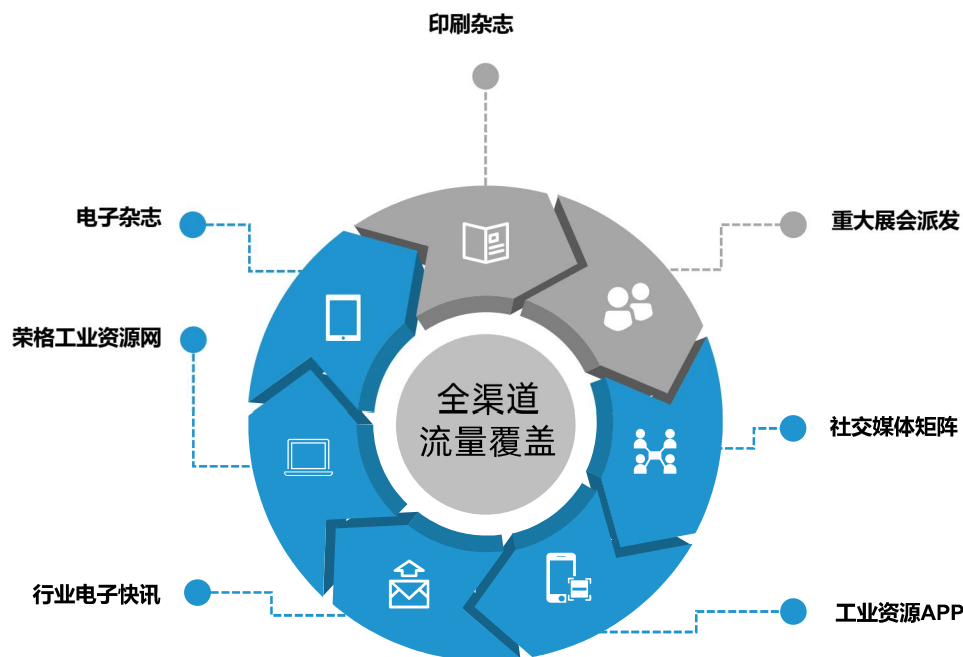 印刷杂志
电子杂志
重大展会派发
荣格工业资源网
全渠道
流量覆盖
社交媒体矩阵
行业电子快讯
工业资源APP